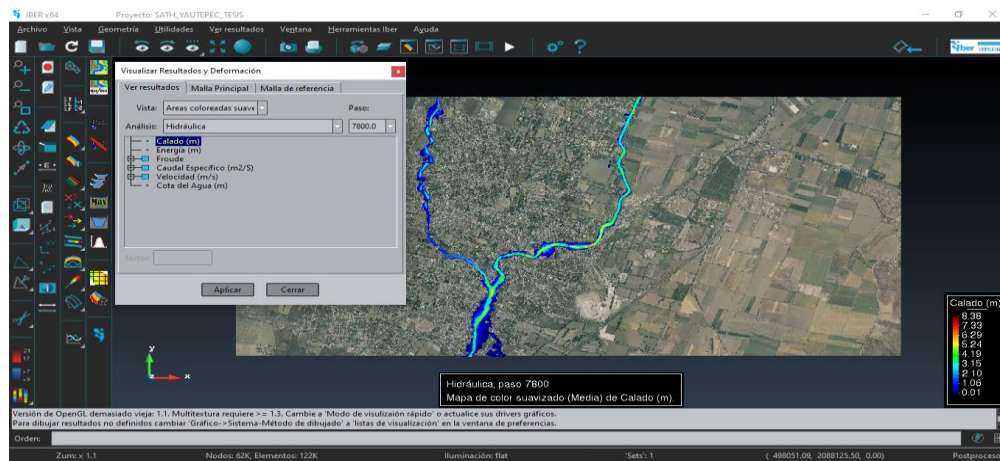 IBER x64 Proyecto: SATH_YAUTEPEC_TESIS
Archivo Vista Geometría Utilidades Ver resultados Ventana Herramientas Iber Ayuda
Iber
Visualizar Resultados y Deformación
Ver resultados Malla Principal Malla de referencia
Vista: Areas coloreadas suave Paso:
Análisis: Hidráulica 7800.0
Calado (m)
Energía (m)
Froude
Caudal Específico (m2/S)
Velocidad (m/s)
Cota del Agua (m)
Factor:
Aplicar Cerrar
Max
Calado (m)
8.38
7.33
6.29
5.24
4.19
3.15
2.10
1.06
0.01
y
x
Hidráulica, paso 7800
Mapa de color suavizado (Media) de Calado (m).
Versión de OpenGL demasiado vieja: 1.1. Multitextura requiere >= 1.3. Cambie a 'Modo de visulizaión rápido' o actualice sus drivers gráficos.
Para dibujar resultados no definidos cambiar 'Gráfico->Sistema-Método de dibujado' a 'listas de visualización' en la ventana de preferencias.
Orden:
Zum: x 1.1 Nodos: 62K, Elementos: 122K Iluminación: flat 'Sets': 1 ( 498051.09, 2088125.50, 0.00) Postproceso